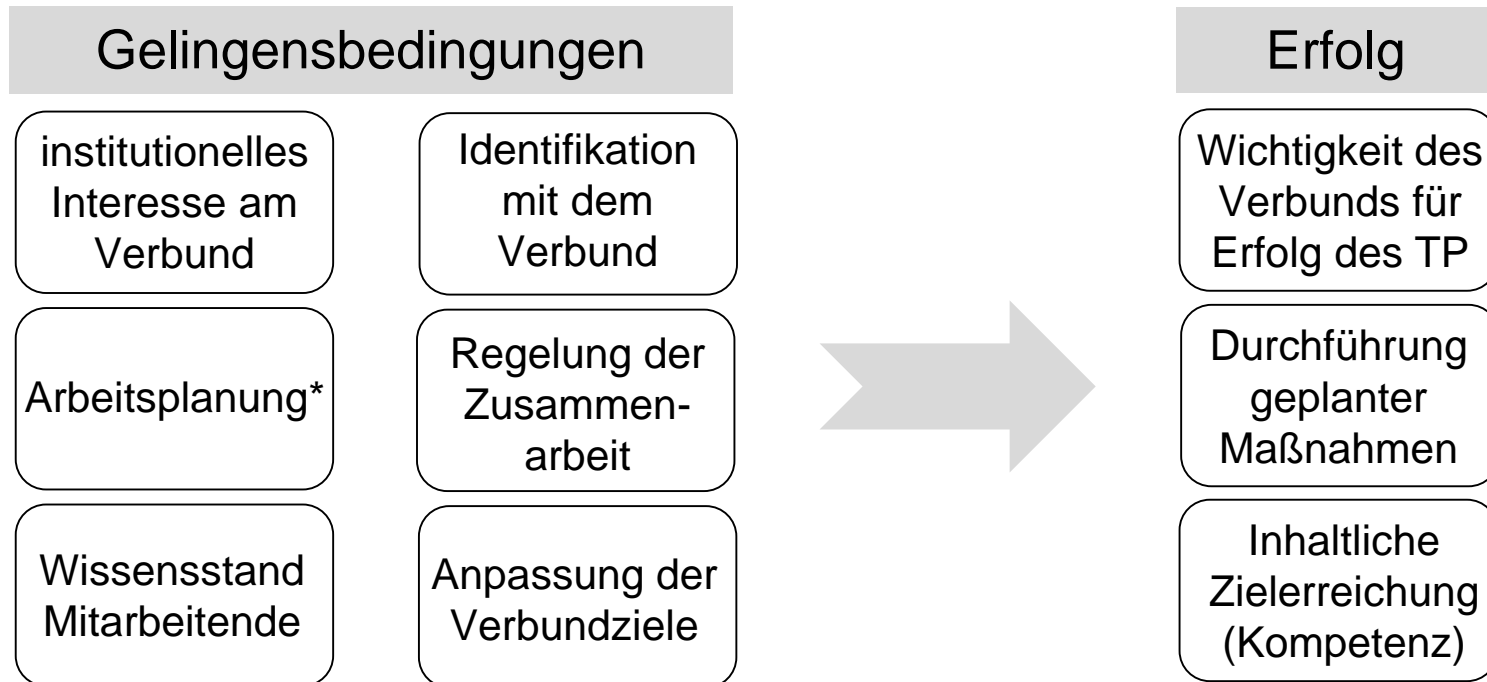 Gelingensbedingungen
institutionelles
Interesse am
Verbund
Identifikation
mit dem
Verbund
Arbeitsplanung*
Regelung der
Zusammen-
arbeit
Wissensstand
Mitarbeitende
Anpassung der
Verbundziele
Erfolg
Wichtigkeit des
Verbunds für
Erfolg des TP
Durchführung
geplanter
Maßnahmen
Inhaltliche
Zielerreichung
(Kompetenz)